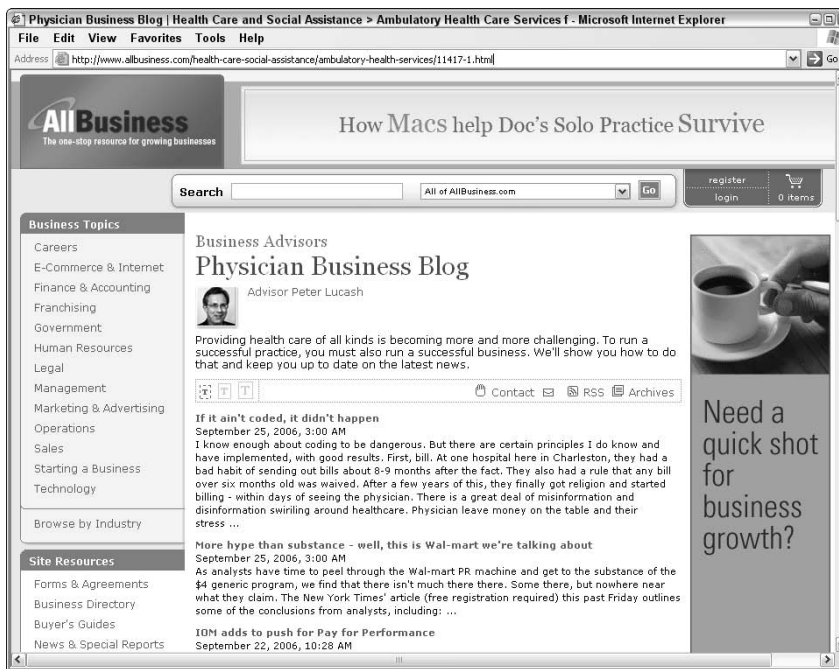 Physician Business Blog | Health Care and Social Assistance > Ambulatory Health Care Services f - Microsoft Internet Explorer
File Edit View Favorites Tools Help
Address http://www.allbusiness.com/health-care-social-assistance/ambulatory-health-services/11417-1.html Go
AllBusiness
The one-stop resource for growing businesses
How Macs help Doc's Solo Practice Survive
Search All of AllBusiness.com Go
register
login
0 items
Business Topics
Careers
E-Commerce & Internet
Finance & Accounting
Franchising
Government
Human Resources
Legal
Management
Marketing & Advertising
Operations
Sales
Starting a Business
Technology
Browse by Industry
Site Resources
Forms & Agreements
Business Directory
Buyer's Guides
News & Special Reports
Business Advisors
Physician Business Blog
Advisor Peter Lucash
Providing health care of all kinds is becoming more and more challenging. To run a
successful practice, you must also run a successful business. We'll show you how to do
that and keep you up to date on the latest news.
T T T Contact RSS Archives
If it ain't coded, it didn't happen
September 25, 2006, 3:00 AM
I know enough about coding to be dangerous. But there are certain principles I do know and
have implemented, with good results. First, bill. At one hospital here in Charleston, they had a
bad habit of sending out bills about 8-9 months after the fact. They also had a rule that any bill
over six months old was waived. After a few years of this, they finally got religion and started
billing - within days of seeing the physician. There is a great deal of misinformation and
disinformation swiriling around healthcare. Physician leave money on the table and their
stress ...
More hype than substance - well, this is Wal-mart we're talking about
September 25, 2006, 3:00 AM
As analysts have time to peel through the Wal-mart PR machine and get to the substance of the
$4 generic program, we find that there isn't much there there. Some there, but nowhere near
what they claim. The New York Times' article (free registration required) this past Friday outlines
some of the conclusions from analysts, including: ...
IOM adds to push for Pay for Performance
September 22, 2006, 10:28 AM
Need a
quick shot
for
business
growth?